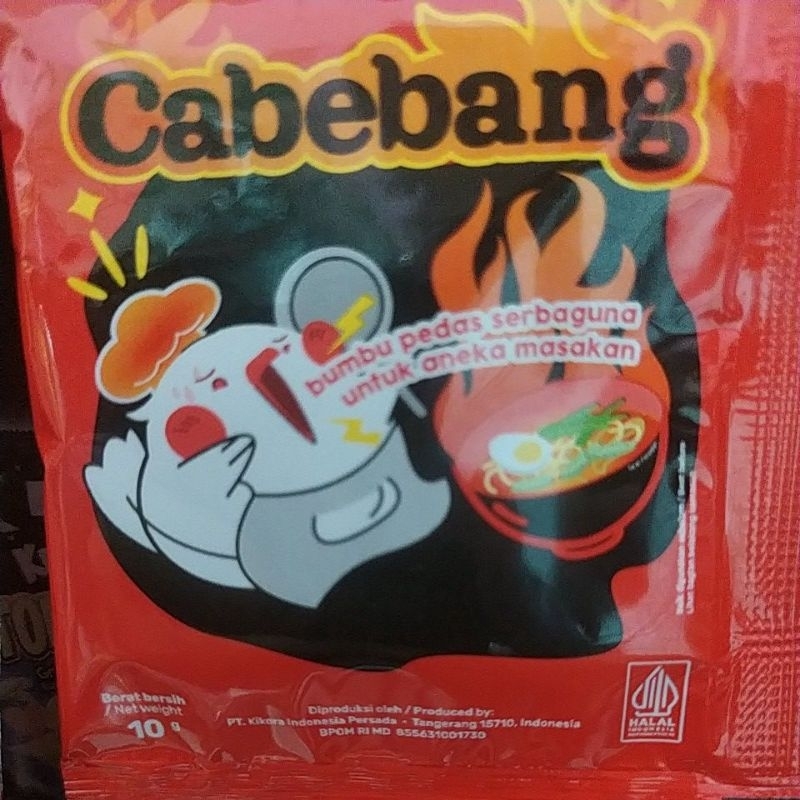 Cabebang
bumbu pedas serbaguna
untuk aneka masakan
Berat bersih
/ Net weight
10 g
Diproduksi oleh / Produced by:
PT. Kikora Indonesia Persada - Tangerang 15710, Indonesia
BPOM RI MD 855631001730
HALAL
INDONESIA